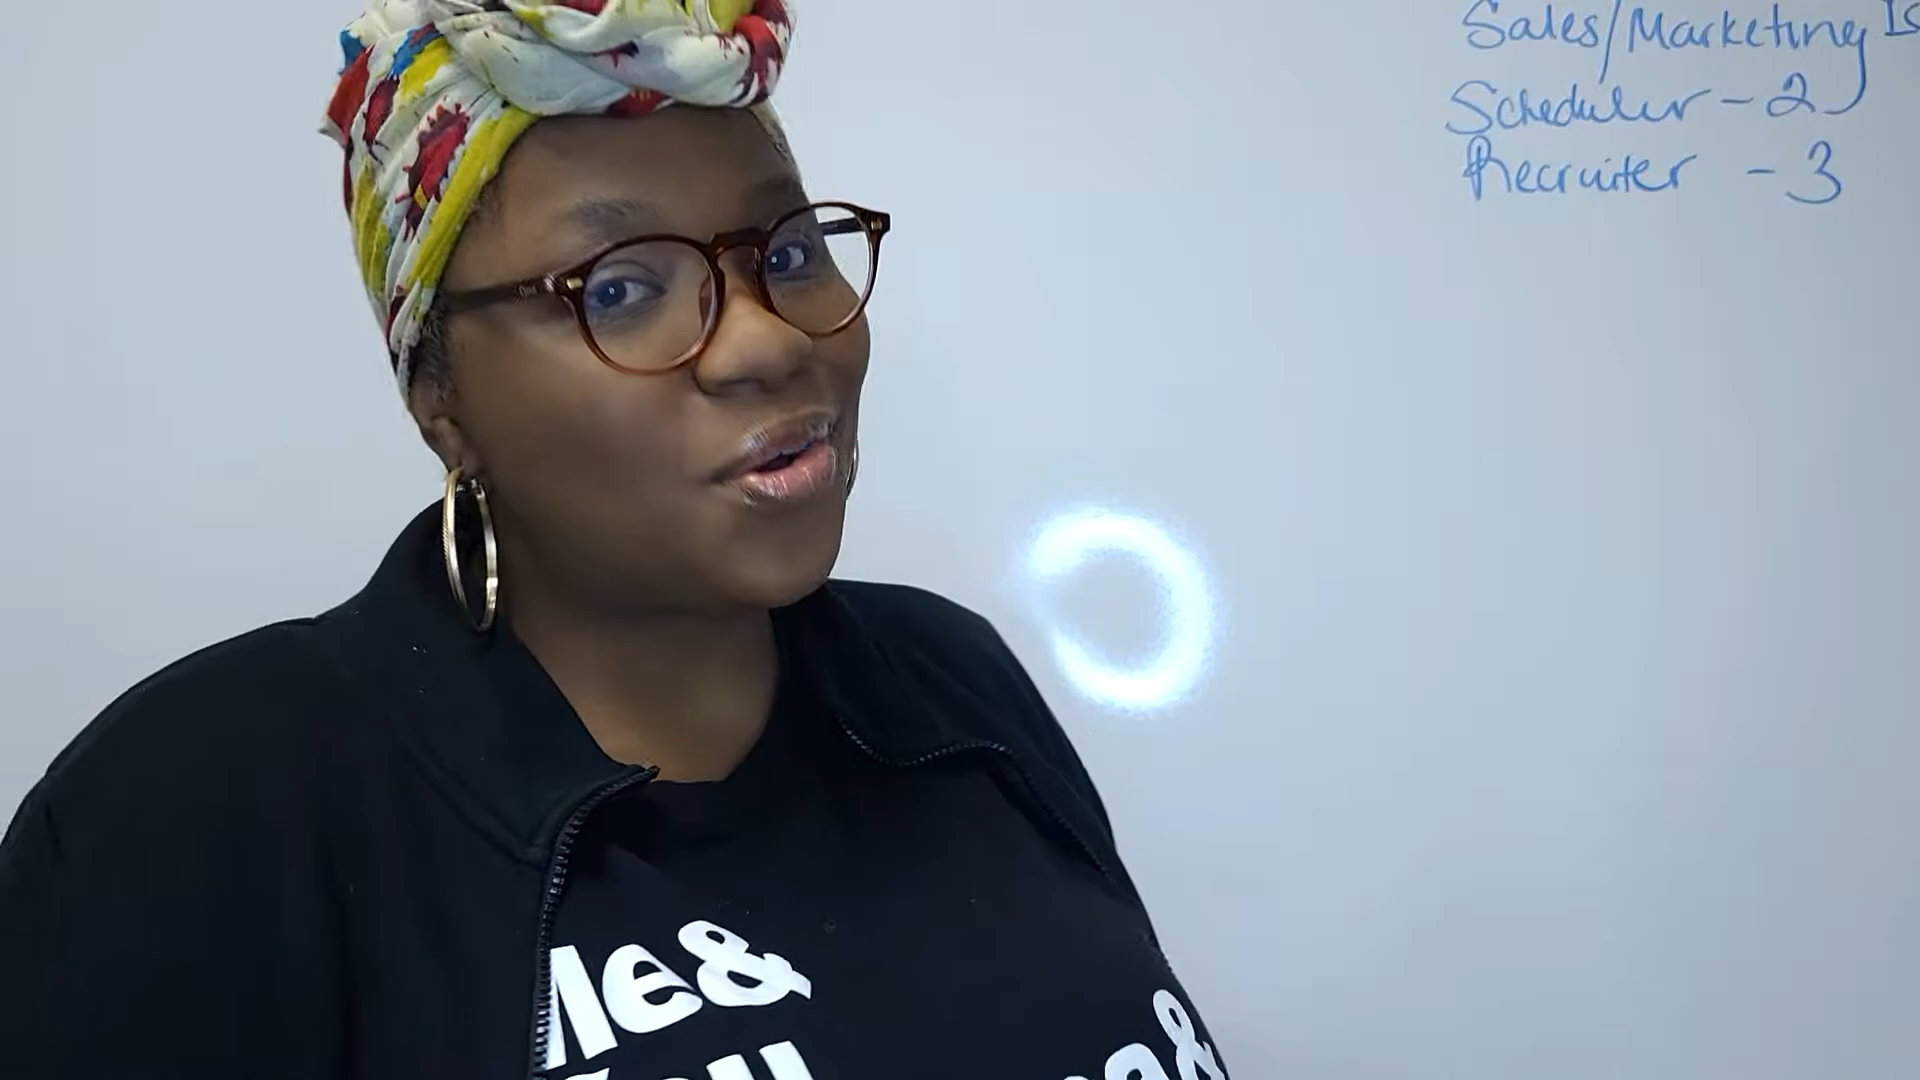 Sales/Marketing
Scheduler - 2
Recruiter - 3
Me&